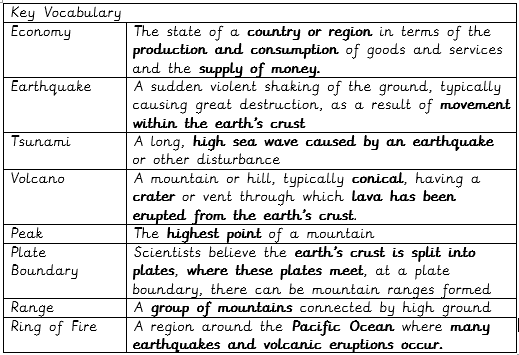 Key Vocabulary
Economy
The state of a country or region in terms of the
production and consumption of goods and services
and the supply of money.
Earthquake
A sudden violent shaking of the ground, typically
causing great destruction, as a result of movement
within the earth's crust
Tsunami
A long, high sea wave caused by an earthquake
or other disturbance
Volcano
A mountain or hill, typically conical, having a
crater or vent through which lava has been
erupted from the earth's crust.
Peak
The highest point of a mountain
Plate
Boundary
Scientists believe the earth's crust is split into
plates, where these plates meet, at a plate
boundary, there can be mountain ranges formed
Range
A group of mountains connected by high ground
Ring of Fire
A region around the Pacific Ocean where many
earthquakes and volcanic eruptions occur.